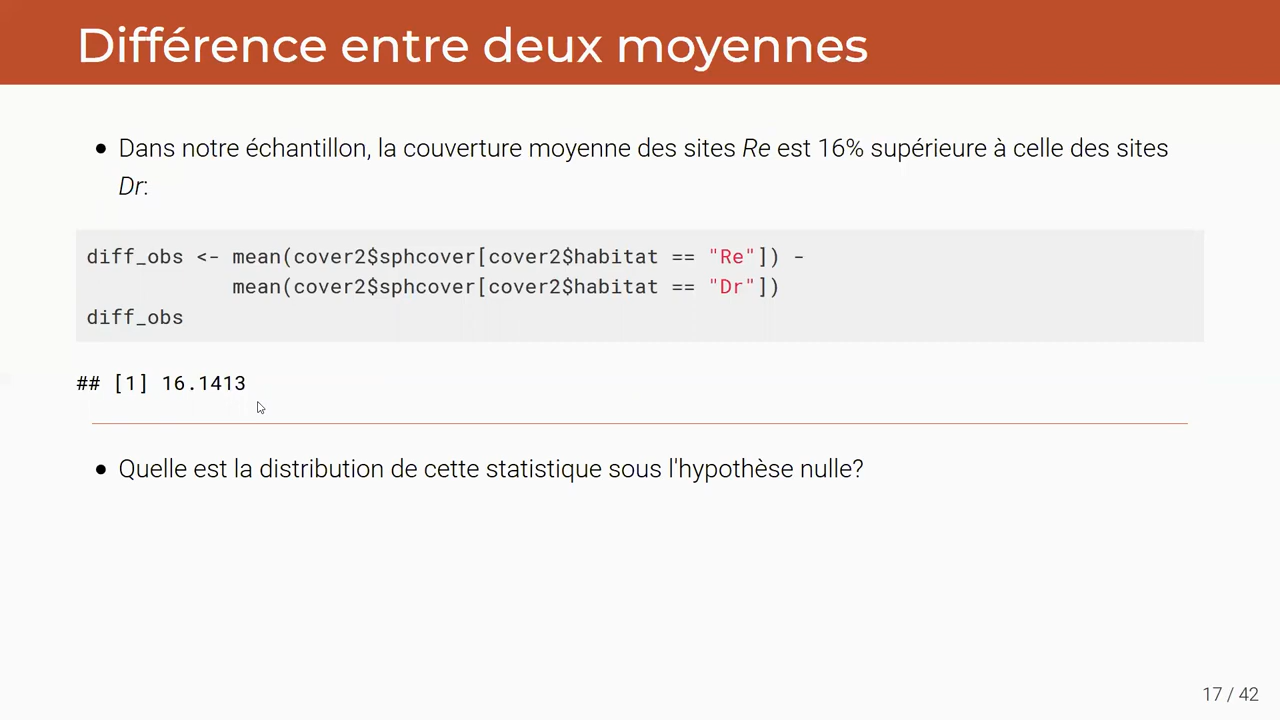 Différence entre deux moyennes
• Dans notre échantillon, la couverture moyenne des sites Re est 16% supérieure à celle des sites
Dr:
diff_obs <- mean(cover2$sphcover[cover2$habitat == "Re"]) -
mean(cover2$sphcover[cover2$habitat == "Dr"])
diff_obs
## [1] 16.1413
• Quelle est la distribution de cette statistique sous l'hypothèse nulle?
17 / 42